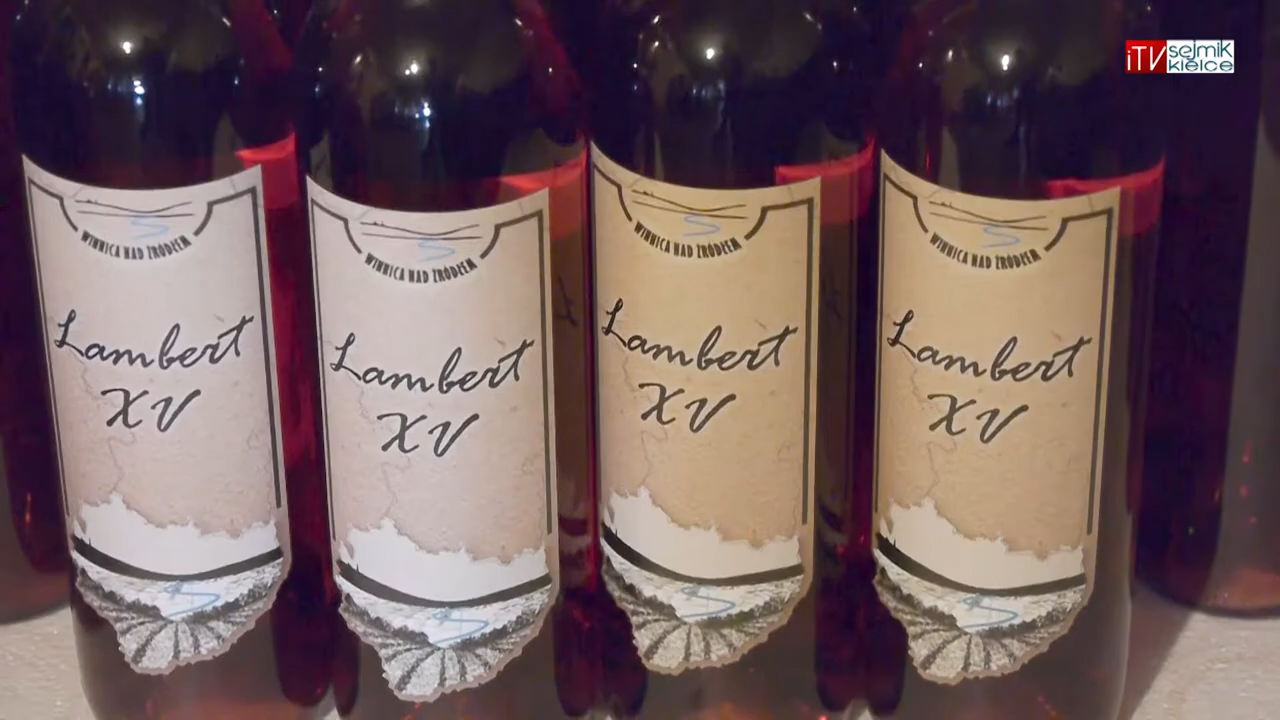 iTV sejmik
kielce
WINNICA NAD ŹRÓDŁEM
Lambert
XV
WINNICA NAD ŹRÓDŁEM
Lambert
XV
WINNICA NAD ŹRÓDŁEM
Lambert
XV
WINNICA NAD ŹRÓDŁEM
Lambert
XV